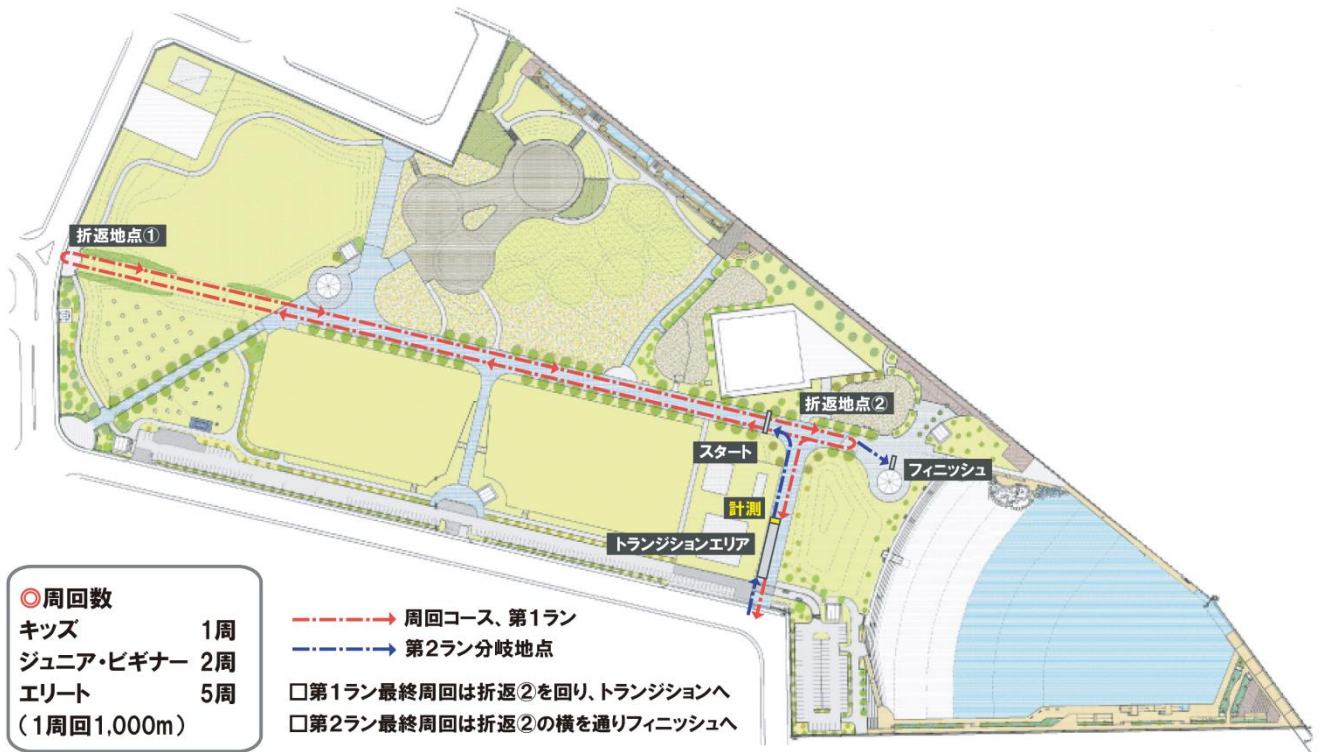 折返地点①
折返地点②
スタート
フィニッシュ
計測
トランジションエリア
◎周回数
キッズ 1周
ジュニア・ビギナー 2周
エリート 5周
(1周回1,000m)
周回コース、第1ラン
第2ラン分岐地点
□第1ラン最終周回は折返②を回り、トランジションへ
□第2ラン最終周回は折返②の横を通りフィニッシュへ